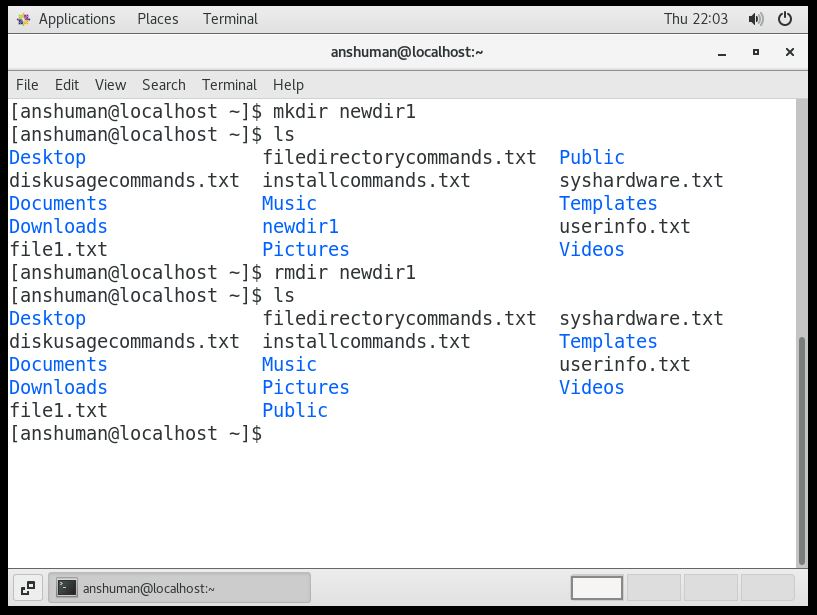 Applications Places Terminal Thu 22:03
anshuman@localhost:~
File Edit View Search Terminal Help
[anshuman@localhost ~]$ mkdir newdir1
[anshuman@localhost ~]$ ls
Desktop filedirectorycommands.txt Public
diskusagecommands.txt installcommands.txt syshardware.txt
Documents Music Templates
Downloads newdir1 userinfo.txt
file1.txt Pictures Videos
[anshuman@localhost ~]$ rmdir newdir1
[anshuman@localhost ~]$ ls
Desktop filedirectorycommands.txt syshardware.txt
diskusagecommands.txt installcommands.txt Templates
Documents Music userinfo.txt
Downloads Pictures Videos
file1.txt Public
[anshuman@localhost ~]$
anshuman@localhost:~